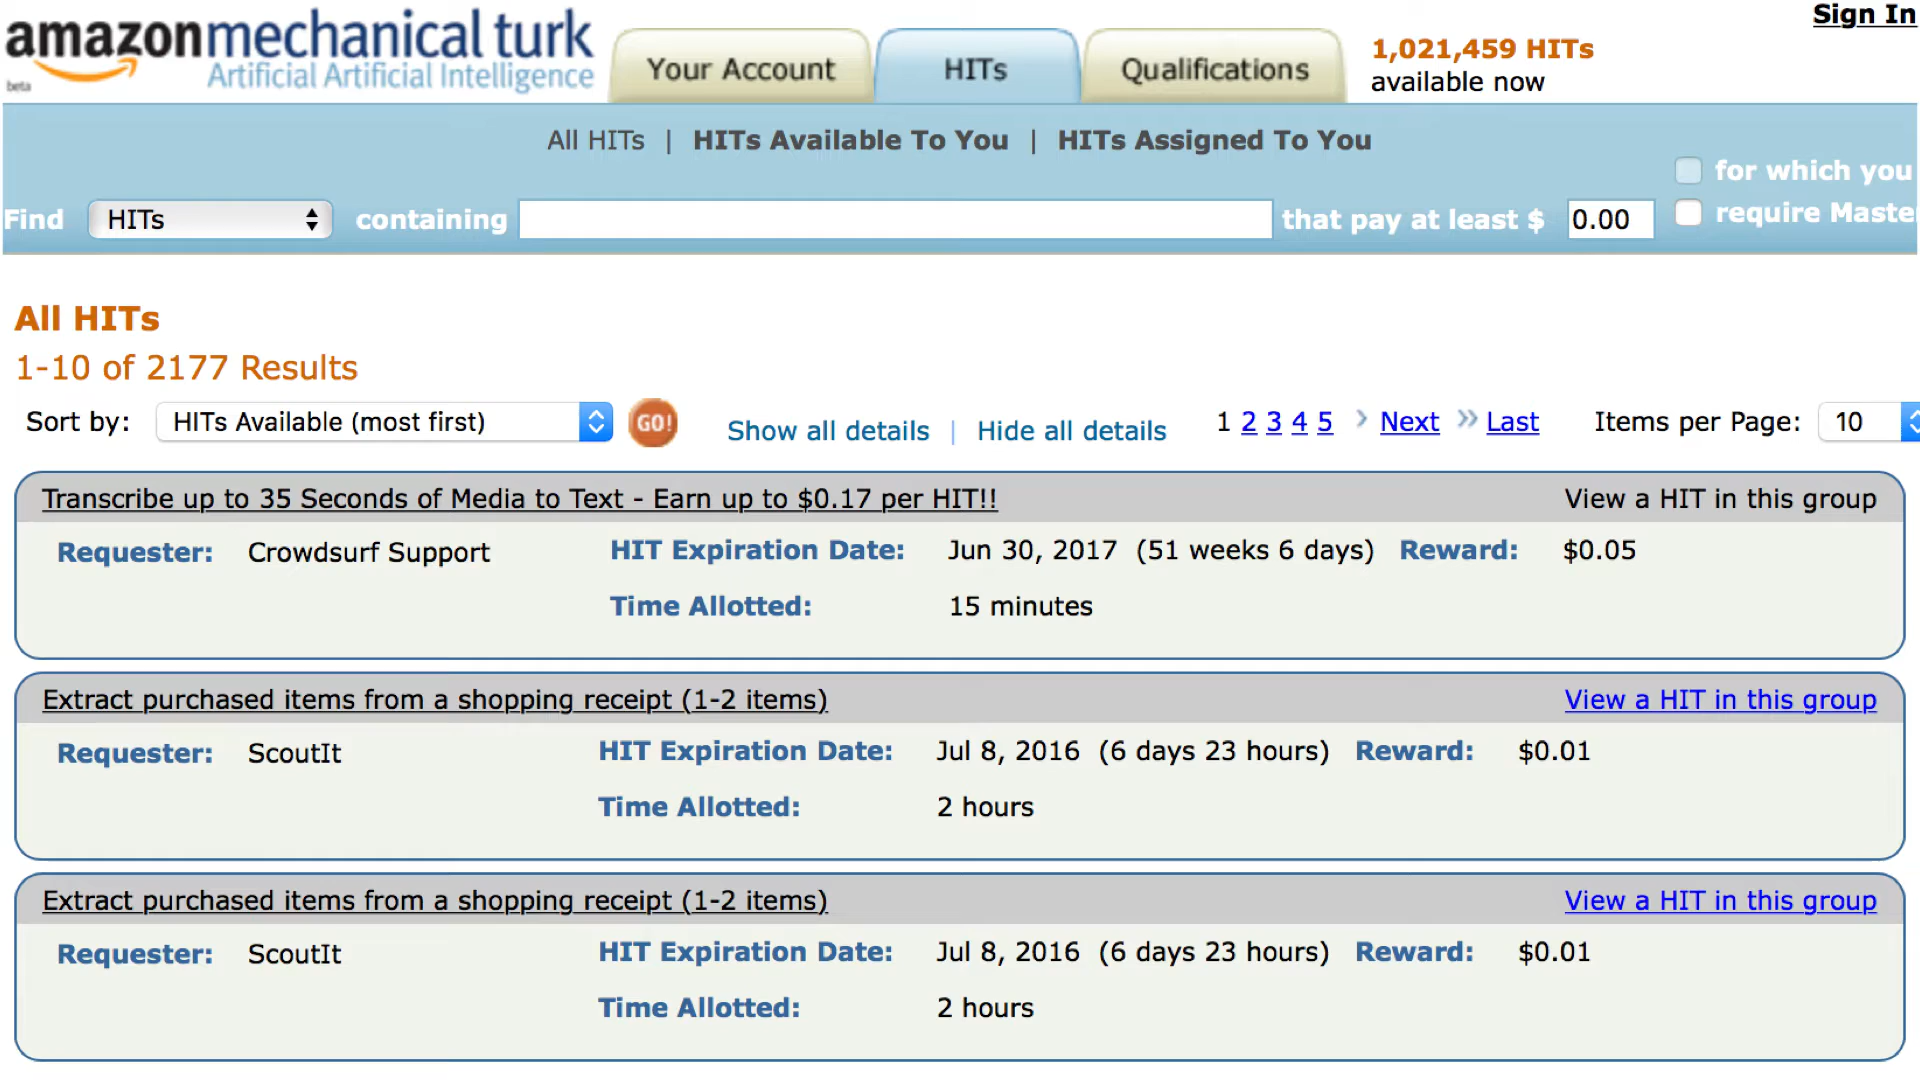 amazonmechanical turk
beta
Artificial Artificial Intelligence
Your Account
HITs
Qualifications
1,021,459 HITs
available now
Sign In
All HITs | HITs Available To You | HITs Assigned To You
Find HITs containing that pay at least $ 0.00
for which you
require Maste
All HITs
1-10 of 2177 Results
Sort by: HITs Available (most first) GO! Show all details | Hide all details 1 2 3 4 5 › Next » Last Items per Page: 10
Transcribe up to 35 Seconds of Media to Text - Earn up to $0.17 per HIT!! View a HIT in this group
Requester: Crowdsurf Support HIT Expiration Date: Jun 30, 2017 (51 weeks 6 days) Reward: $0.05
Time Allotted: 15 minutes
Extract purchased items from a shopping receipt (1-2 items) View a HIT in this group
Requester: ScoutIt HIT Expiration Date: Jul 8, 2016 (6 days 23 hours) Reward: $0.01
Time Allotted: 2 hours
Extract purchased items from a shopping receipt (1-2 items) View a HIT in this group
Requester: ScoutIt HIT Expiration Date: Jul 8, 2016 (6 days 23 hours) Reward: $0.01
Time Allotted: 2 hours